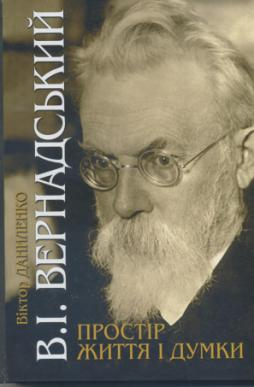 Віктор ДАНИЛЕНКО
В.І. ВЕРНАДСЬКИЙ
ПРОСТІР
ЖИТТЯ І ДУМКИ